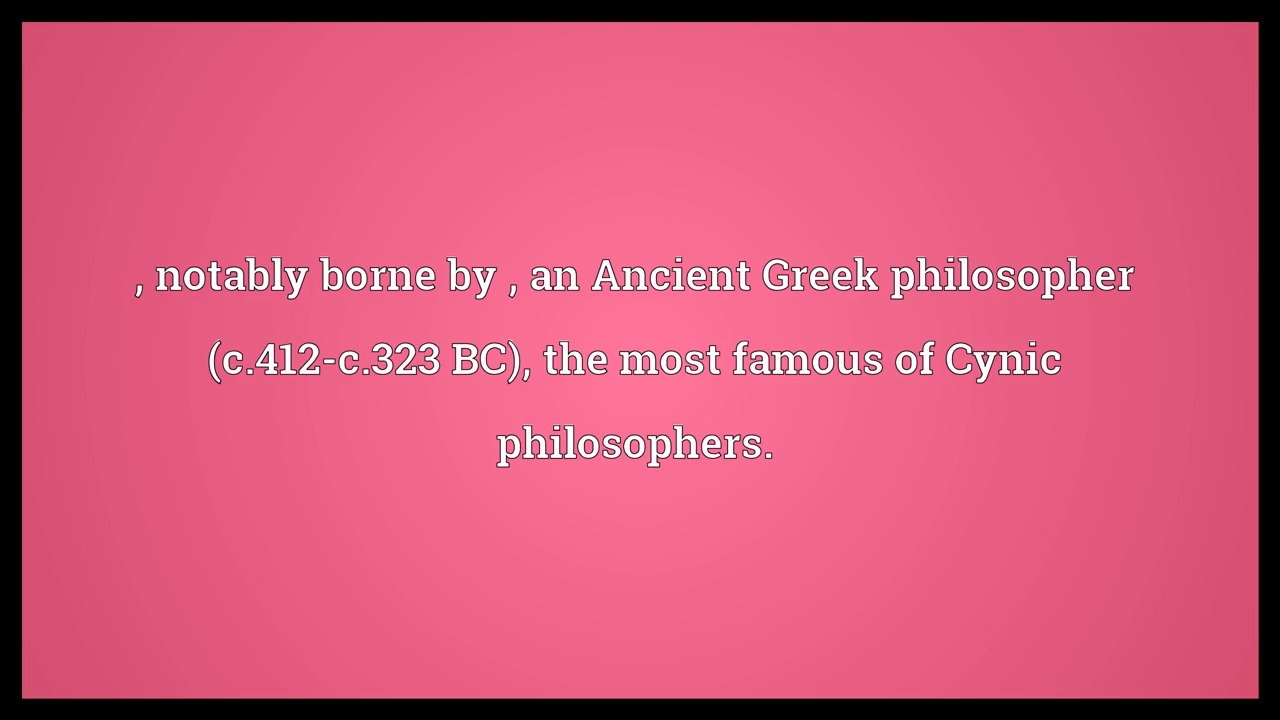 , notably borne by , an Ancient Greek philosopher
(c.412-c.323 BC), the most famous of Cynic
philosophers.